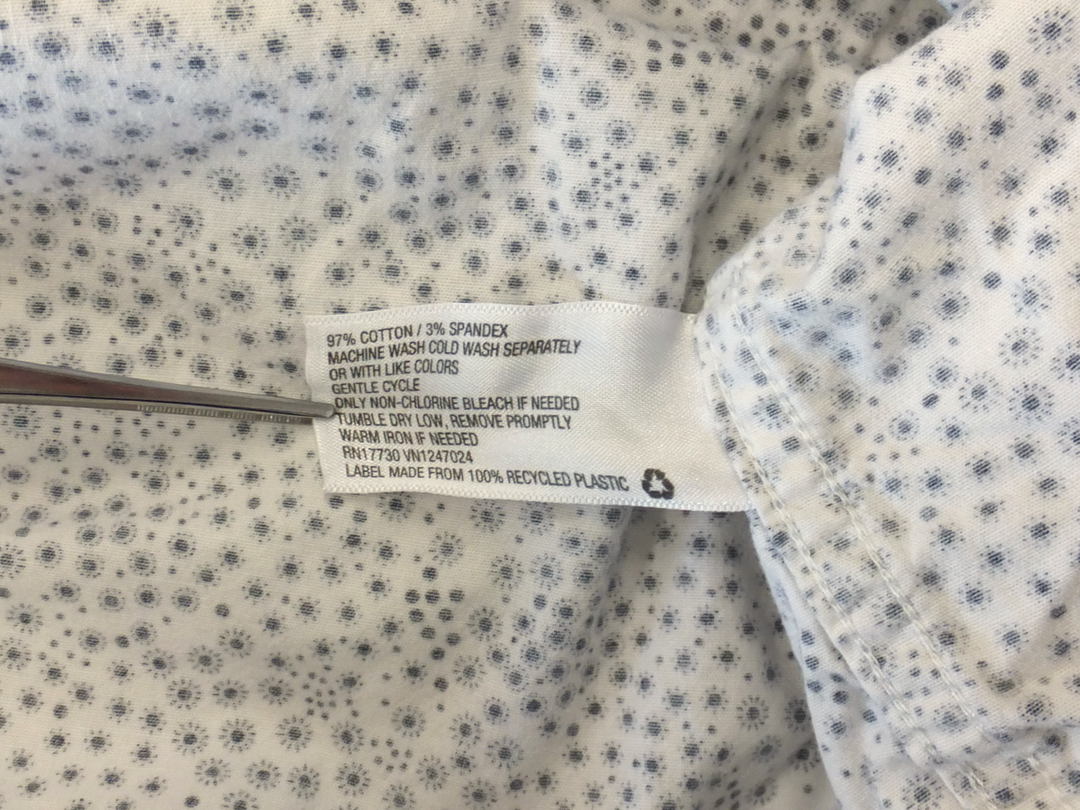 97% COTTON / 3% SPANDEX
MACHINE WASH COLD WASH SEPARATELY
OR WITH LIKE COLORS
GENTLE CYCLE
ONLY NON-CHLORINE BLEACH IF NEEDED
TUMBLE DRY LOW, REMOVE PROMPTLY
WARM IRON IF NEEDED
RN17730 VN1247024
LABEL MADE FROM 100% RECYCLED PLASTIC